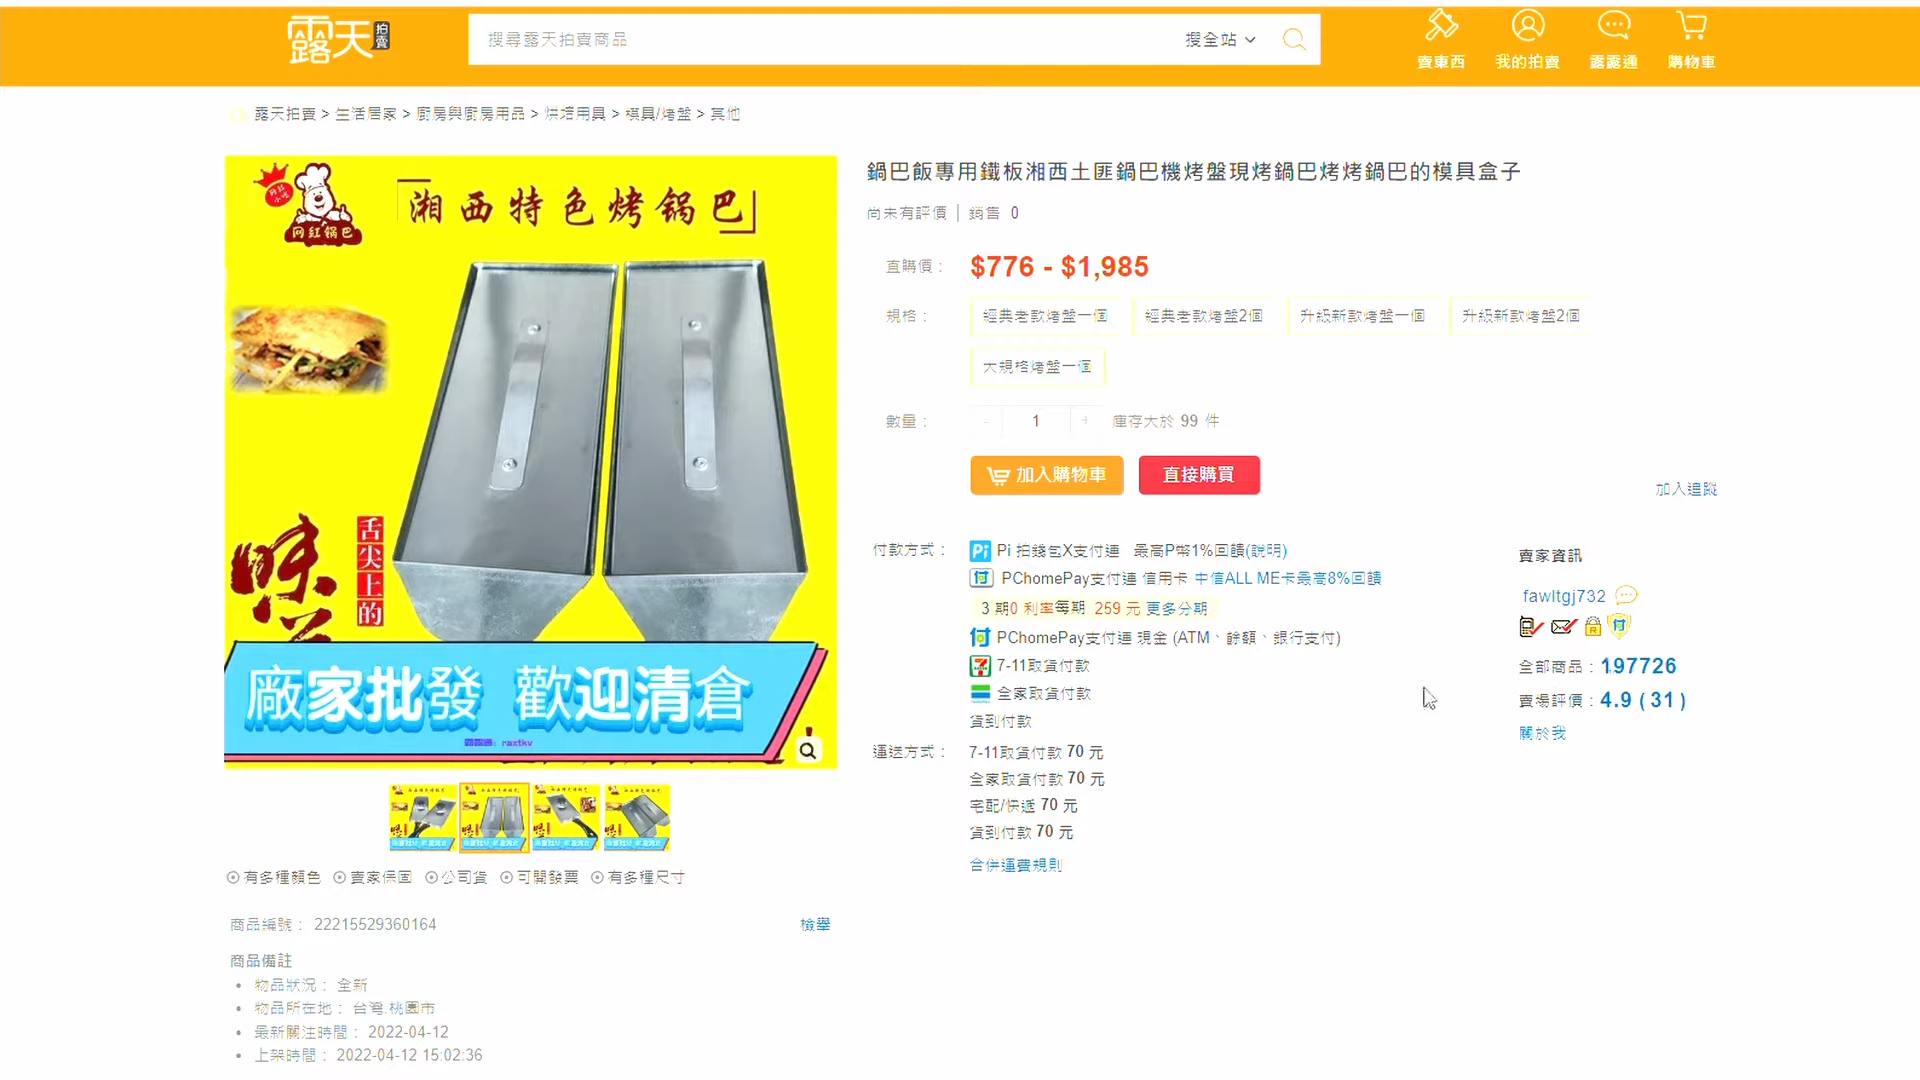 露天拍賣
搜尋露天拍賣商品
搜全站
賣東西
我的拍賣
露露通
購物車
露天拍賣 > 生活居家 > 廚房與廚房用品 > 烘培用具 > 模具/烤盤 > 其他
网红小吃
网红锅巴
湘西特色烤锅巴
舌尖上的
味
廠家批發 歡迎清倉
露露通：raxtkv
鍋巴飯專用鐵板湘西土匪鍋巴機烤盤現烤鍋巴烤烤鍋巴的模具盒子
尚未有評價 | 銷售 0
直購價： $776 - $1,985
規格： 經典老款烤盤一個 經典老款烤盤2個 升級新款烤盤一個 升級新款烤盤2個
大規格烤盤一個
數量： - 1 + 庫存大於 99 件
加入購物車 直接購買
加入追蹤
付款方式： Pi 拍錢包X支付連 最高P幣1%回饋(說明)
PChomePay支付連 信用卡 中信ALL ME卡最高8%回饋
3 期0 利率每期 259 元 更多分期
PChomePay支付連 現金 (ATM、餘額、銀行支付)
7-11取貨付款
全家取貨付款
貨到付款
運送方式： 7-11取貨付款 70 元
全家取貨付款 70 元
宅配/快遞 70 元
貨到付款 70 元
合併運費規則
賣家資訊
fawltgj732
全部商品：197726
賣場評價：4.9 ( 31 )
關於我
有多種顏色 賣家保固 公司貨 可開發票 有多種尺寸
商品編號： 22215529360164 檢舉
商品備註
• 物品狀況： 全新
• 物品所在地： 台灣.桃園市
• 最新關注時間： 2022-04-12
• 上架時間： 2022-04-12 15:02:36